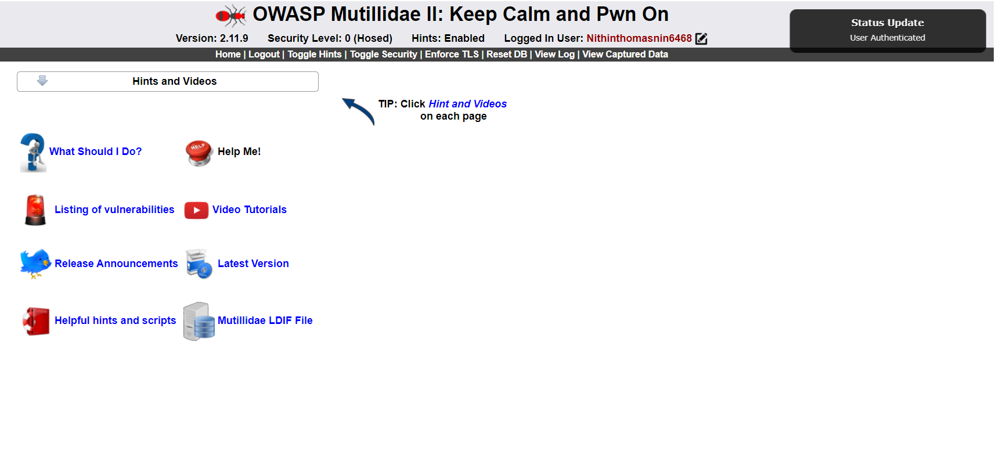 OWASP Mutillidae II: Keep Calm and Pwn On
Version: 2.11.9 Security Level: 0 (Hosed) Hints: Enabled Logged In User: Nithinthomasnin6468
Status Update
User Authenticated
Home | Logout | Toggle Hints | Toggle Security | Enforce TLS | Reset DB | View Log | View Captured Data
Hints and Videos
TIP: Click Hint and Videos
on each page
What Should I Do?
HELP
Help Me!
Listing of vulnerabilities
Video Tutorials
Release Announcements
Latest Version
Helpful hints and scripts
Mutillidae LDIF File